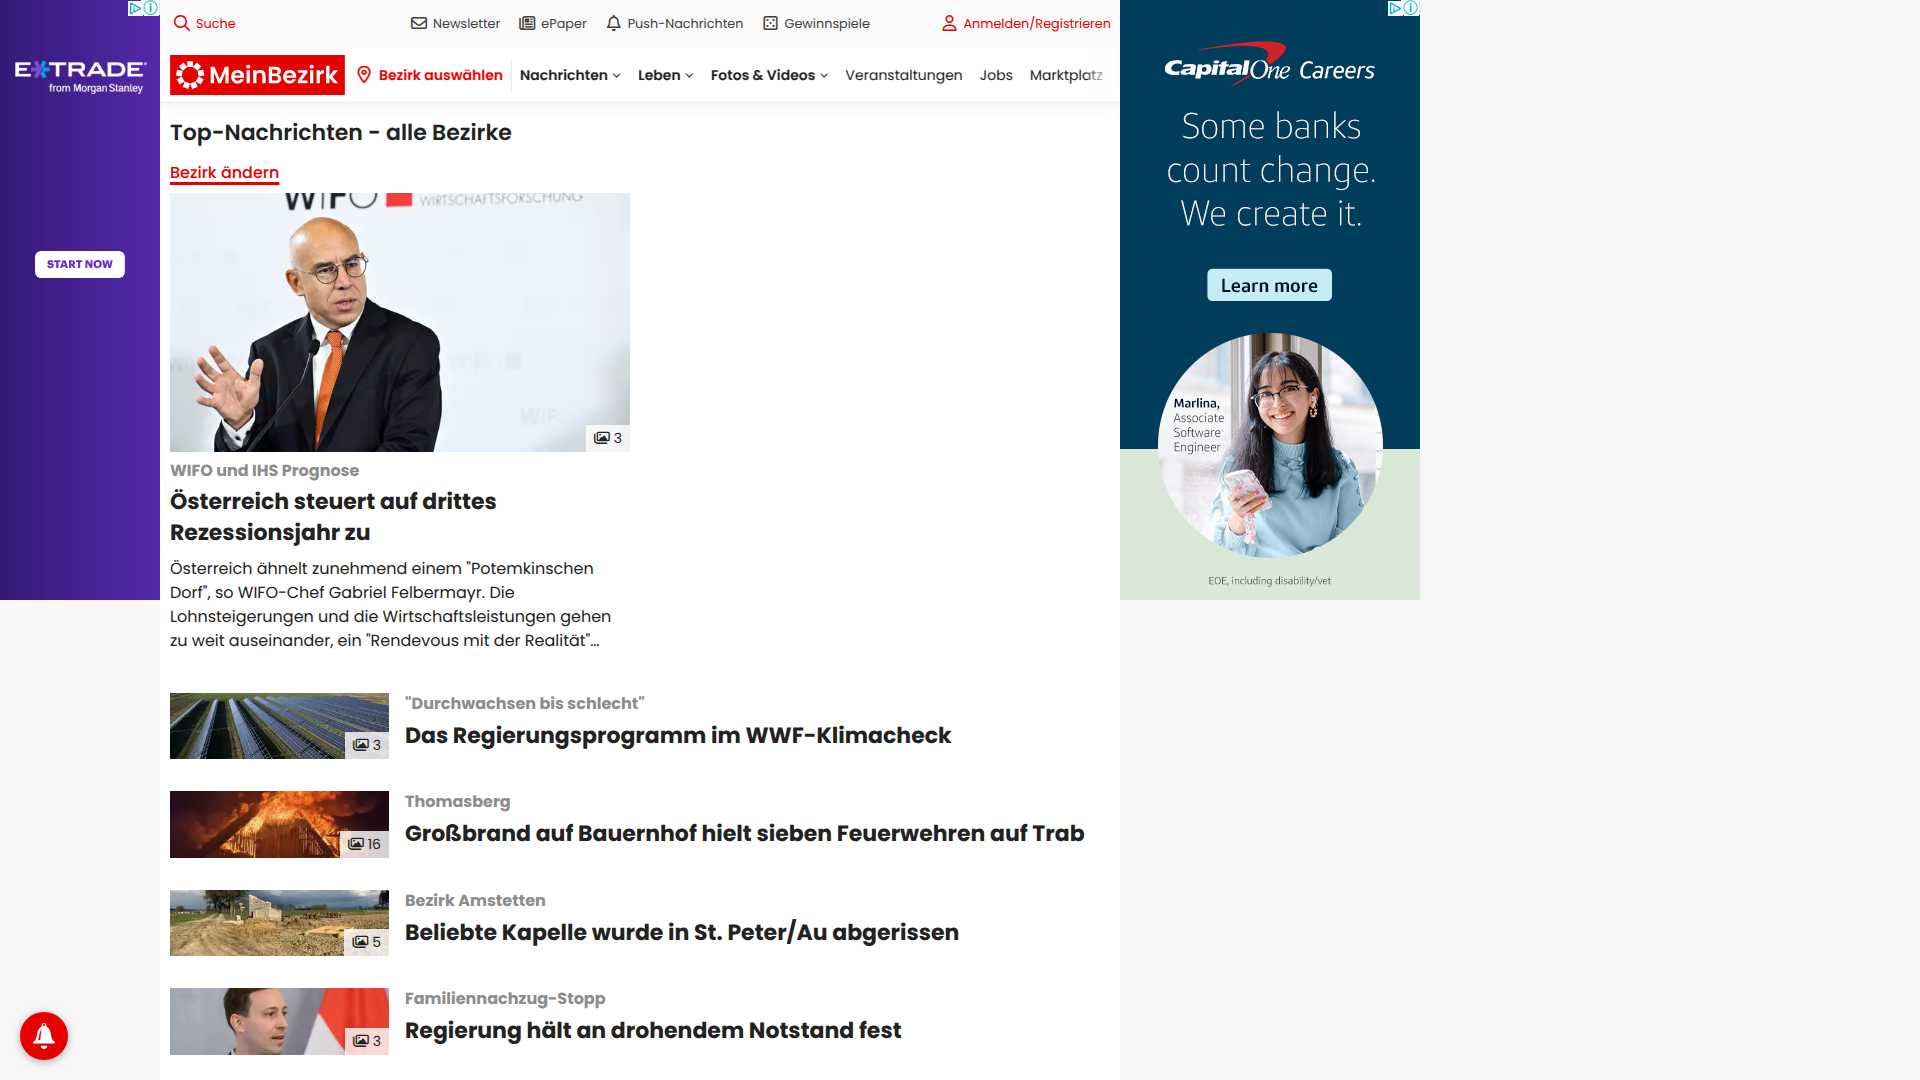 Suche
Newsletter
ePaper
Push-Nachrichten
Gewinnspiele
Anmelden/Registrieren
MeinBezirk
Bezirk auswählen
Nachrichten
Leben
Fotos & Videos
Veranstaltungen
Jobs
Marktplatz
E*TRADE
from Morgan Stanley
START NOW
Top-Nachrichten - alle Bezirke
Bezirk ändern
WIFO
WIRTSCHAFTSFORSCHUNG
3
WIFO und IHS Prognose
Österreich steuert auf drittes
Rezessionsjahr zu
Österreich ähnelt zunehmend einem "Potemkinschen
Dorf", so WIFO-Chef Gabriel Felbermayr. Die
Lohnsteigerungen und die Wirtschaftsleistungen gehen
zu weit auseinander, ein "Rendevous mit der Realität"...
3
"Durchwachsen bis schlecht"
Das Regierungsprogramm im WWF-Klimacheck
16
Thomasberg
Großbrand auf Bauernhof hielt sieben Feuerwehren auf Trab
5
Bezirk Amstetten
Beliebte Kapelle wurde in St. Peter/Au abgerissen
3
Familiennachzug-Stopp
Regierung hält an drohendem Notstand fest
CapitalOne Careers
Some banks
count change.
We create it.
Learn more
Marlina,
Associate
Software
Engineer
EOE, including disability/vet